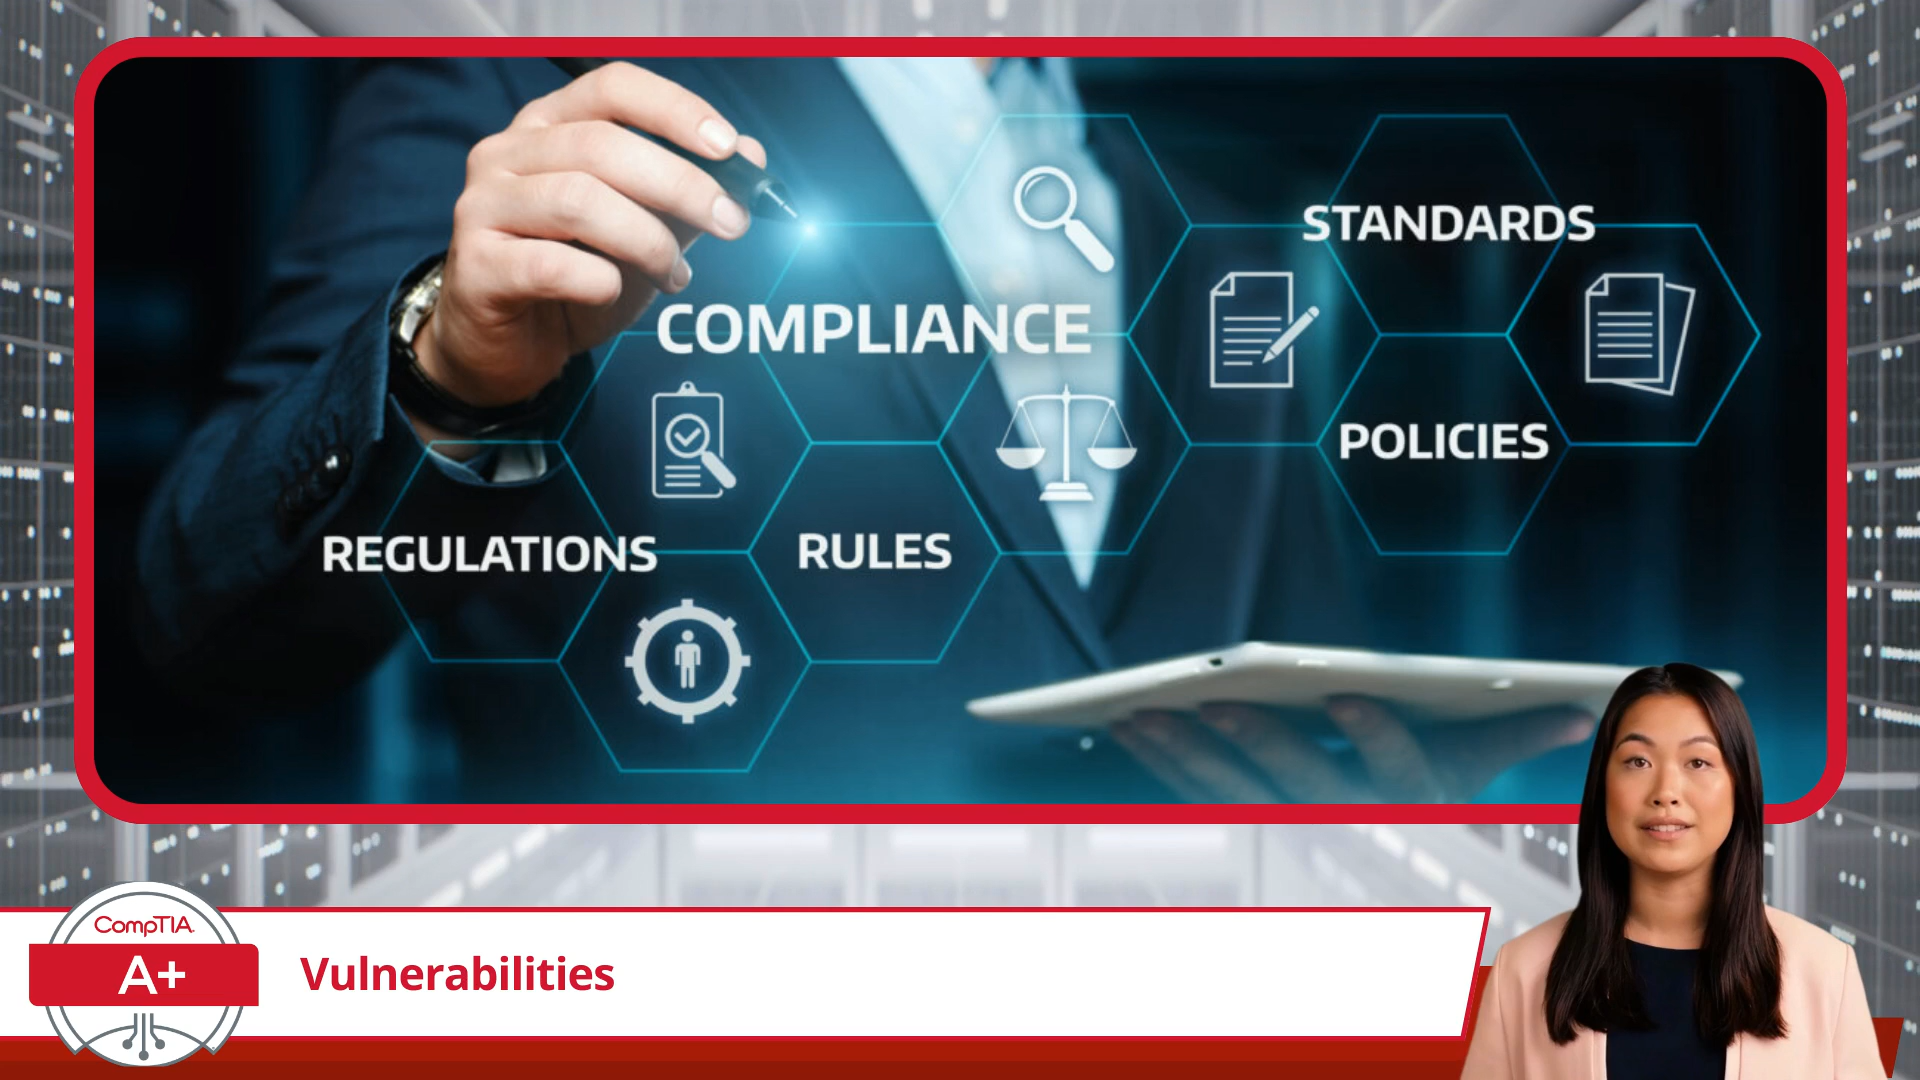 STANDARDS
COMPLIANCE
POLICIES
REGULATIONS
RULES
CompTIA.
A+
Vulnerabilities